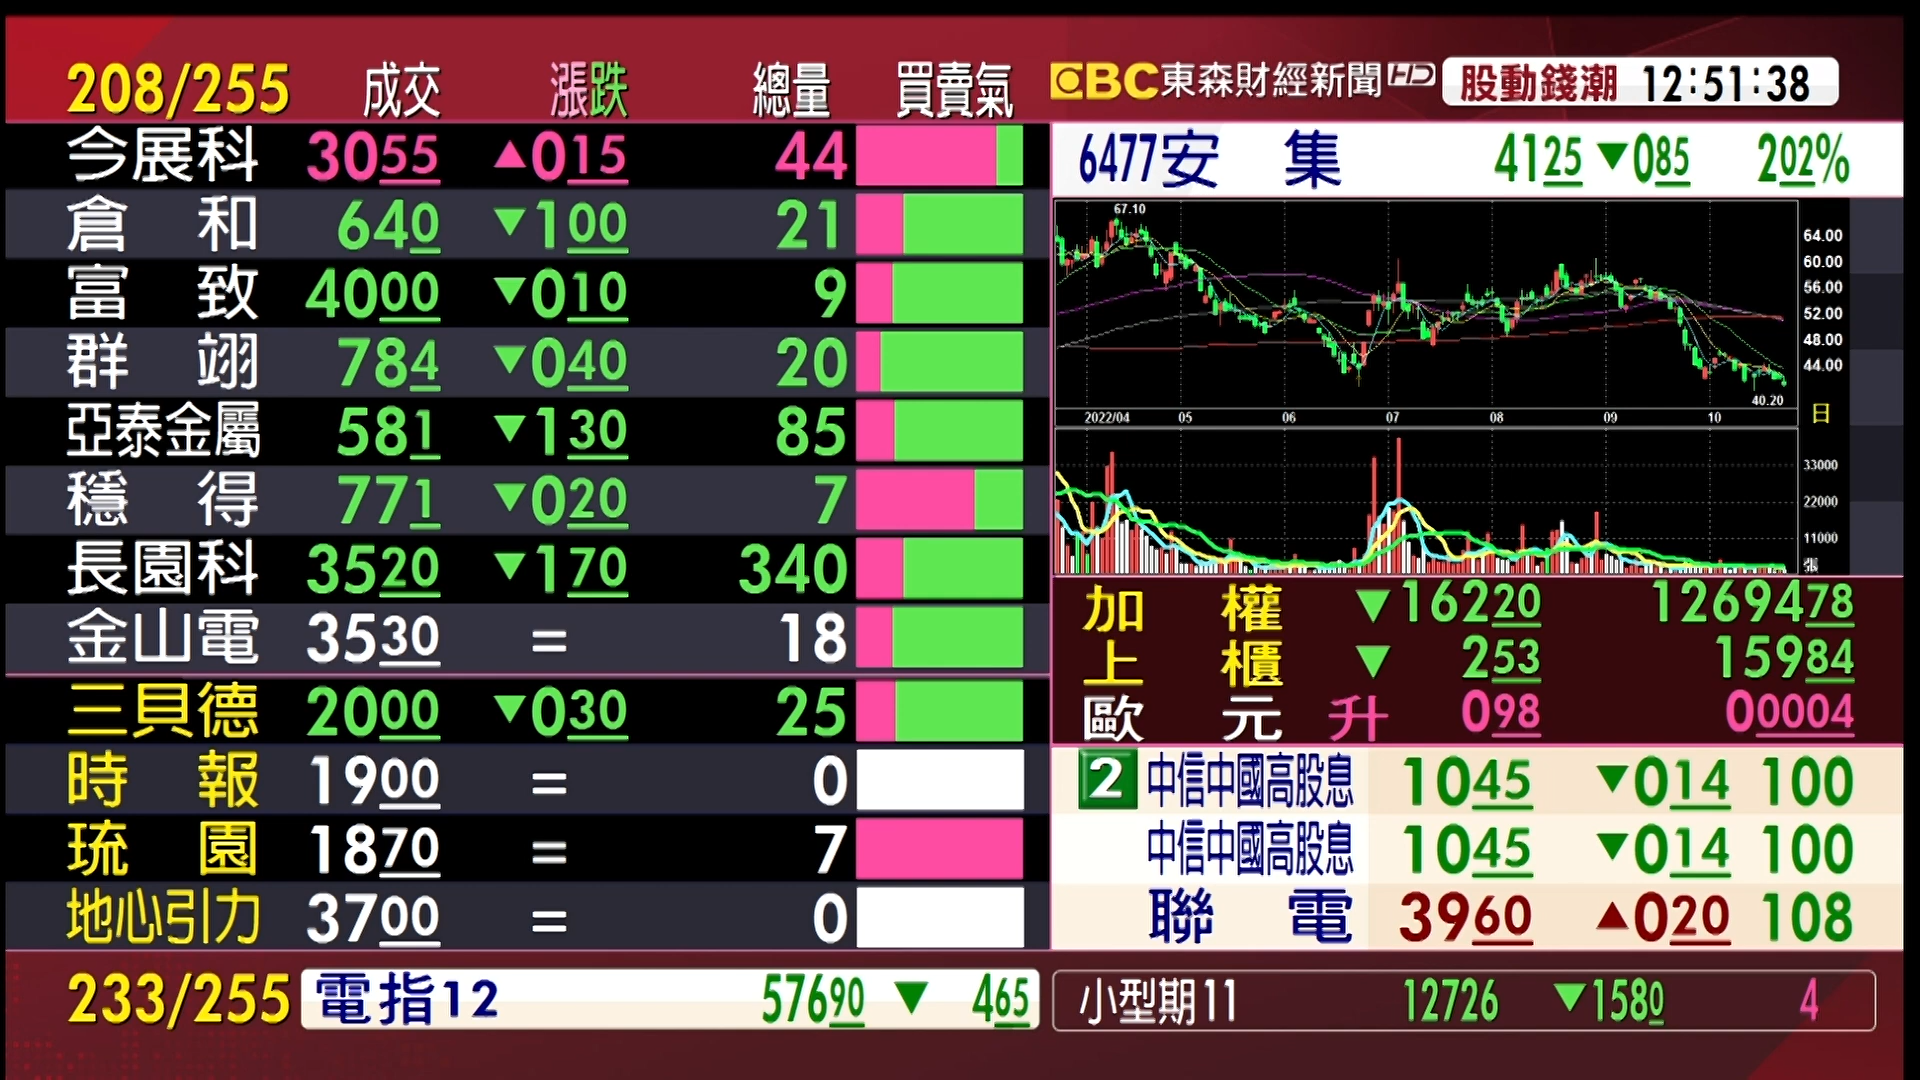 208/255 成交 漲跌 總量 買賣氣
今展科 3055 ▲015 44
倉和 640 ▼100 21
富致 4000 ▼010 9
群翊 784 ▼040 20
亞泰金屬 581 ▼130 85
穩得 771 ▼020 7
長園科 3520 ▼170 340
金山電 3530 = 18
三貝德 2000 ▼030 25
時報 1900 = 0
琉園 1870 = 7
地心引力 3700 = 0
233/255 電指12 57690 ▼ 465
EBC東森財經新聞HD 股動錢潮 12:51:38
6477安集 4125 ▼085 202%
67.10
64.00
60.00
56.00
52.00
48.00
44.00
40.20
2022/04 05 06 07 08 09 10 日
33000
22000
11000
張
加權 ▼16220 1269478
上櫃 ▼253 15984
歐元 升 098 00004
2 中信中國高股息 1045 ▼014 100
中信中國高股息 1045 ▼014 100
聯電 3960 ▲020 108
小型期11 12726 ▼1580 4